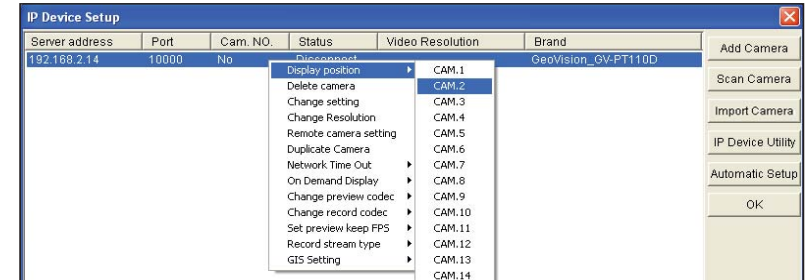 IP Device Setup
Server address Port Cam. NO. Status Video Resolution Brand
192.168.2.14 10000 No Disconnect GeoVision_GV-PT110D
Display position
Delete camera
Change setting
Change Resolution
Remote camera setting
Duplicate Camera
Network Time Out
On Demand Display
Change preview codec
Change record codec
Set preview keep FPS
Record stream type
GIS Setting
CAM.1
CAM.2
CAM.3
CAM.4
CAM.5
CAM.6
CAM.7
CAM.8
CAM.9
CAM.10
CAM.11
CAM.12
CAM.13
CAM.14
Add Camera
Scan Camera
Import Camera
IP Device Utility
Automatic Setup
OK